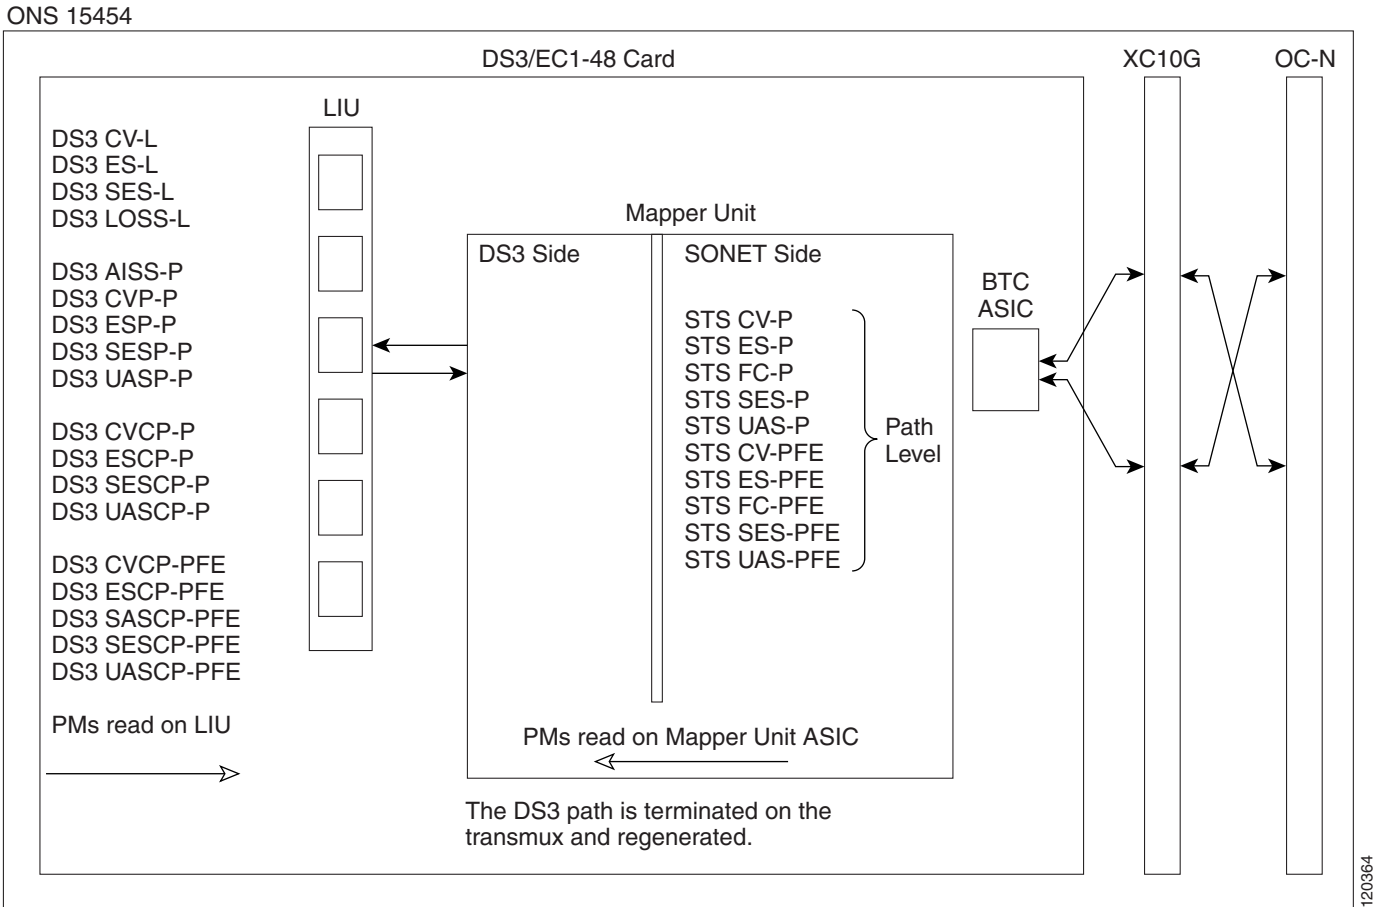 ONS 15454
DS3/EC1-48 Card
XC10G
OC-N
LIU
DS3 CV-L
DS3 ES-L
DS3 SES-L
DS3 LOSS-L
DS3 AISS-P
DS3 CVP-P
DS3 ESP-P
DS3 SESP-P
DS3 UASP-P
DS3 CVCP-P
DS3 ESCP-P
DS3 SESCP-P
DS3 UASCP-P
DS3 CVCP-PFE
DS3 ESCP-PFE
DS3 SASCP-PFE
DS3 SESCP-PFE
DS3 UASCP-PFE
PMs read on LIU
Mapper Unit
DS3 Side
SONET Side
STS CV-P
STS ES-P
STS FC-P
STS SES-P
STS UAS-P
STS CV-PFE
STS ES-PFE
STS FC-PFE
STS SES-PFE
STS UAS-PFE
Path
Level
BTC
ASIC
PMs read on Mapper Unit ASIC
The DS3 path is terminated on the
transmux and regenerated.
120364